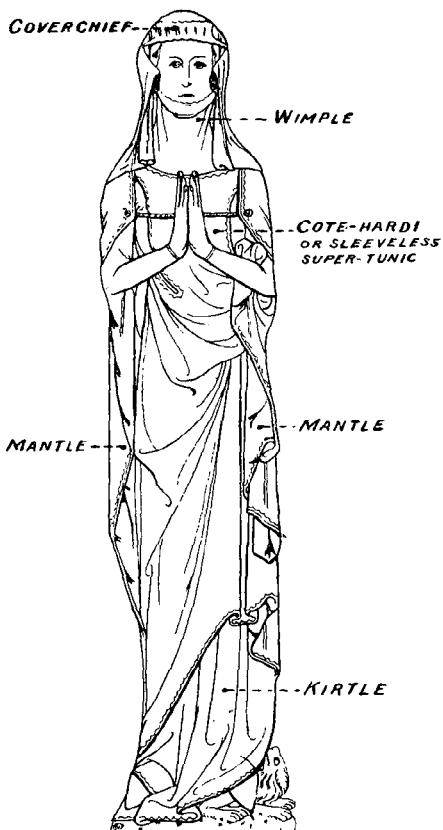 COVERCHIEF
WIMPLE
COTE-HARDI
OR SLEEVELESS
SUPER-TUNIC
MANTLE
MANTLE
KIRTLE